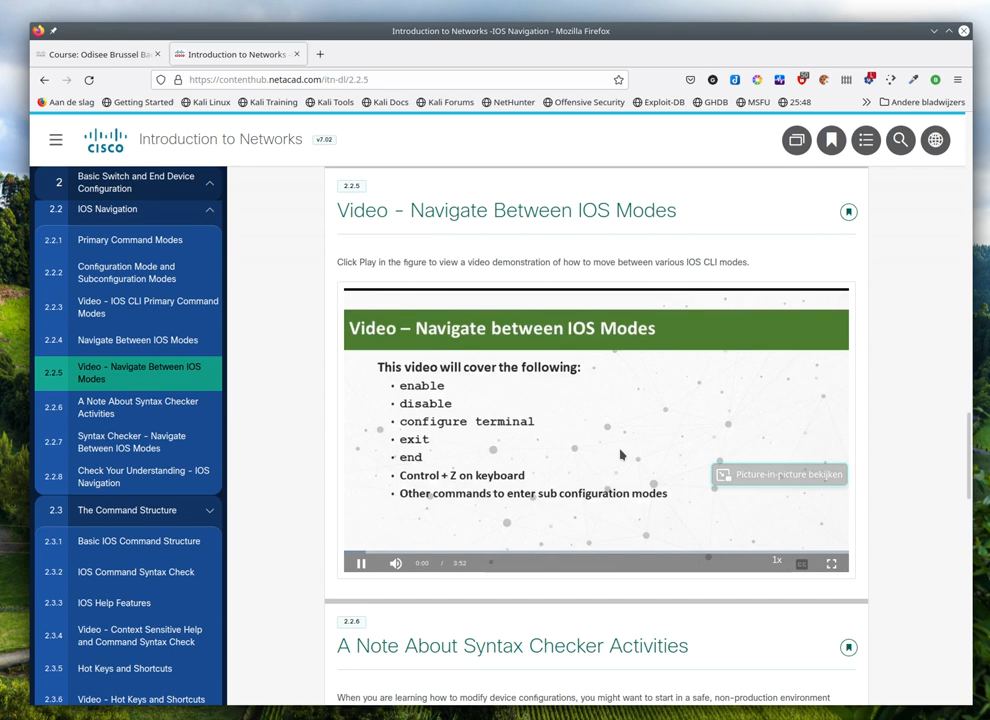 Introduction to Networks -IOS Navigation - Mozilla Firefox
Course: Odisee Brussel Ba
Introduction to Networks -
https://contenthub.netacad.com/itn-dl/2.2.5
Aan de slag Getting Started Kali Linux Kali Training Kali Tools Kali Docs Kali Forums NetHunter Offensive Security Exploit-DB GHDB MSFU 25:48 Andere bladwijzers
CISCO
Introduction to Networks
v7.02
2 Basic Switch and End Device
Configuration
2.2 IOS Navigation
2.2.1 Primary Command Modes
2.2.2 Configuration Mode and
Subconfiguration Modes
2.2.3 Video - IOS CLI Primary Command
Modes
2.2.4 Navigate Between IOS Modes
2.2.5 Video - Navigate Between IOS
Modes
2.2.6 A Note About Syntax Checker
Activities
2.2.7 Syntax Checker - Navigate
Between IOS Modes
2.2.8 Check Your Understanding - IOS
Navigation
2.3 The Command Structure
2.3.1 Basic IOS Command Structure
2.3.2 IOS Command Syntax Check
2.3.3 IOS Help Features
2.3.4 Video - Context Sensitive Help
and Command Syntax Check
2.3.5 Hot Keys and Shortcuts
2.3.6 Video - Hot Keys and Shortcuts
2.2.5
Video - Navigate Between IOS Modes
Click Play in the figure to view a video demonstration of how to move between various IOS CLI modes.
Video – Navigate between IOS Modes
This video will cover the following:
• enable
• disable
• configure terminal
• exit
• end
• Control + Z on keyboard
• Other commands to enter sub configuration modes
Picture-in-picture bekijken
0:00 / 3:52 1x CC
2.2.6
A Note About Syntax Checker Activities
When you are learning how to modify device configurations, you might want to start in a safe, non-production environment